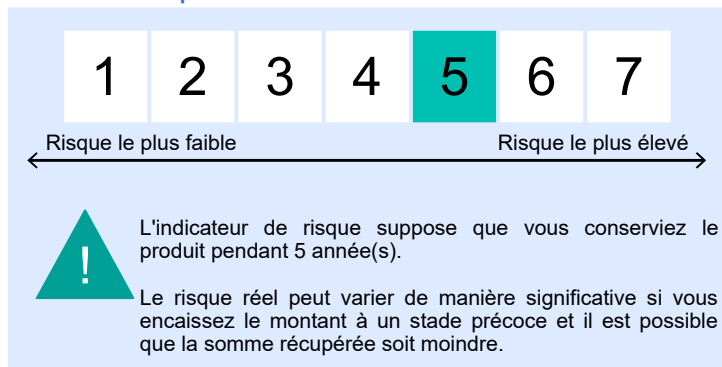 1 2 3 4 5 6 7
Risque le plus faible Risque le plus élevé
L'indicateur de risque suppose que vous conserviez le
produit pendant 5 année(s).
!
Le risque réel peut varier de manière significative si vous
encaissez le montant à un stade précoce et il est possible
que la somme récupérée soit moindre.